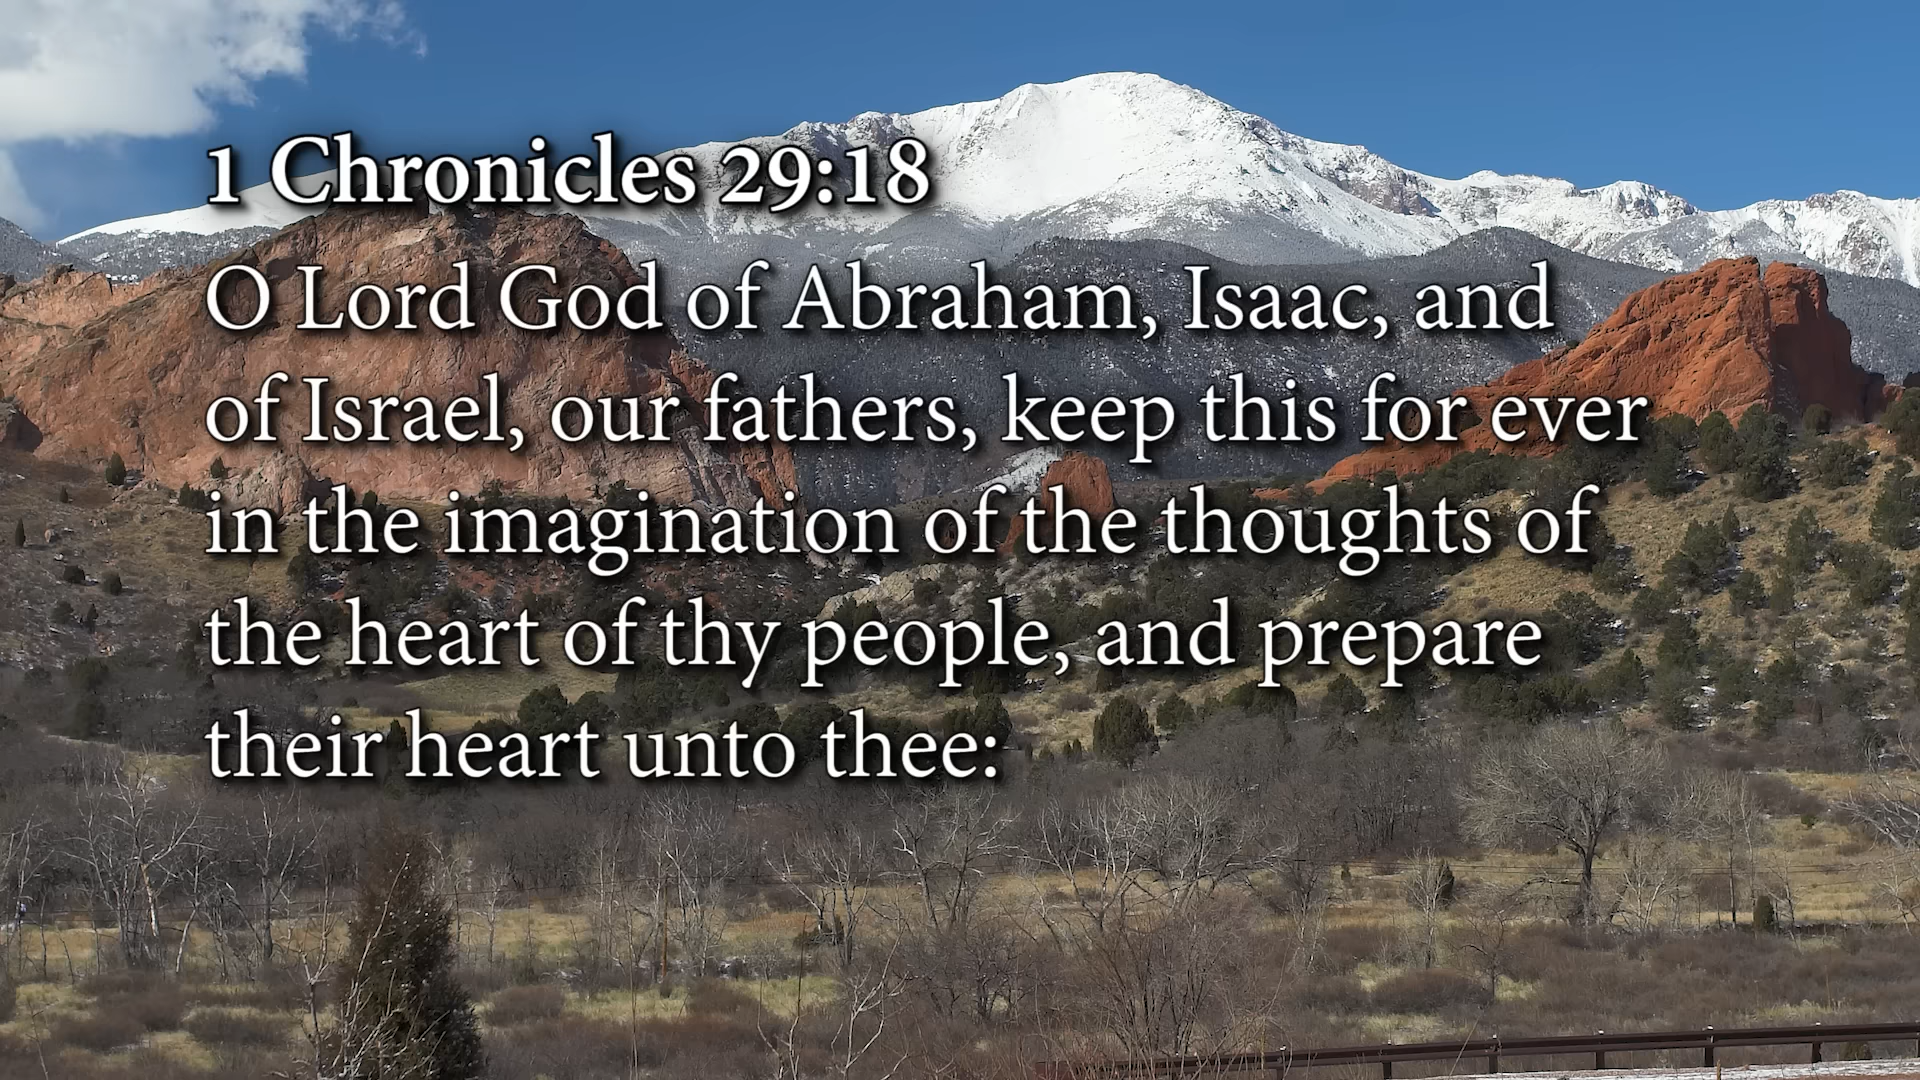 1 Chronicles 29:18
O Lord God of Abraham, Isaac, and
of Israel, our fathers, keep this for ever
in the imagination of the thoughts of
the heart of thy people, and prepare
their heart unto thee: